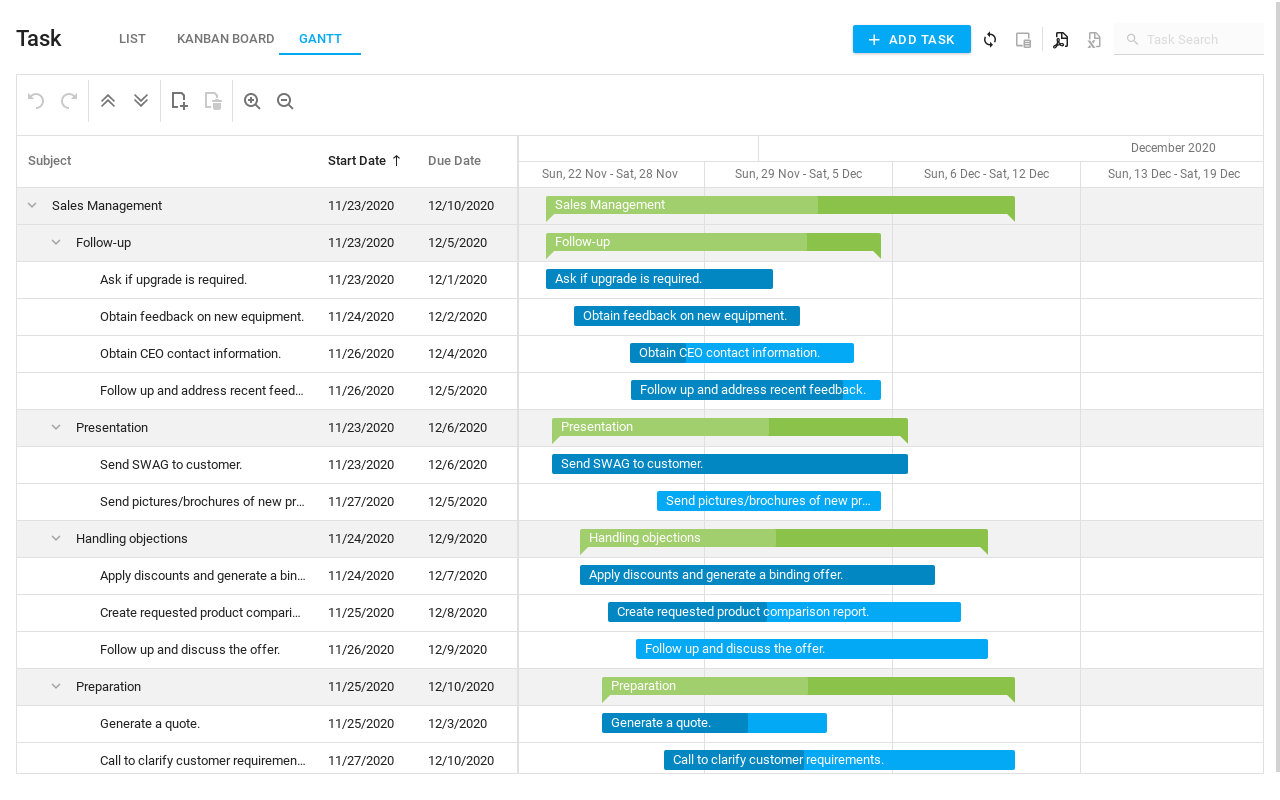 Task
LIST
KANBAN BOARD
GANTT
ADD TASK
Task Search
Subject
Start Date
Due Date
December 2020
Sun, 22 Nov - Sat, 28 Nov
Sun, 29 Nov - Sat, 5 Dec
Sun, 6 Dec - Sat, 12 Dec
Sun, 13 Dec - Sat, 19 Dec
Sales Management 11/23/2020 12/10/2020 Sales Management
Follow-up 11/23/2020 12/5/2020 Follow-up
Ask if upgrade is required. 11/23/2020 12/1/2020 Ask if upgrade is required.
Obtain feedback on new equipment. 11/24/2020 12/2/2020 Obtain feedback on new equipment.
Obtain CEO contact information. 11/26/2020 12/4/2020 Obtain CEO contact information.
Follow up and address recent feed... 11/26/2020 12/5/2020 Follow up and address recent feedback.
Presentation 11/23/2020 12/6/2020 Presentation
Send SWAG to customer. 11/23/2020 12/6/2020 Send SWAG to customer.
Send pictures/brochures of new pr... 11/27/2020 12/5/2020 Send pictures/brochures of new pr...
Handling objections 11/24/2020 12/9/2020 Handling objections
Apply discounts and generate a bin... 11/24/2020 12/7/2020 Apply discounts and generate a binding offer.
Create requested product compari... 11/25/2020 12/8/2020 Create requested product comparison report.
Follow up and discuss the offer. 11/26/2020 12/9/2020 Follow up and discuss the offer.
Preparation 11/25/2020 12/10/2020 Preparation
Generate a quote. 11/25/2020 12/3/2020 Generate a quote.
Call to clarify customer requiremen... 11/27/2020 12/10/2020 Call to clarify customer requirements.